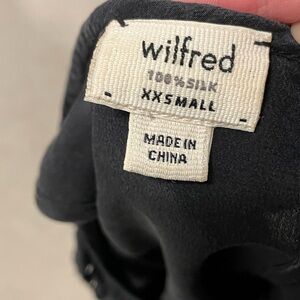 wilfred
100% SILK
XXSMALL
MADE IN
CHINA